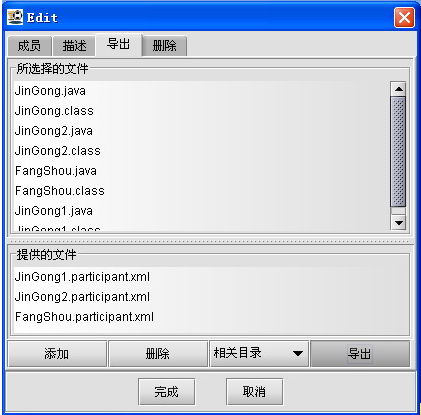 Edit
成员 描述 导出 删除
所选择的文件
JinGong.java
JinGong.class
JinGong2.java
JinGong2.class
FangShou.java
FangShou.class
JinGong1.java
JinGong1.class
提供的文件
JinGong1.participant.xml
JinGong2.participant.xml
FangShou.participant.xml
添加 删除 相关目录 导出
完成 取消